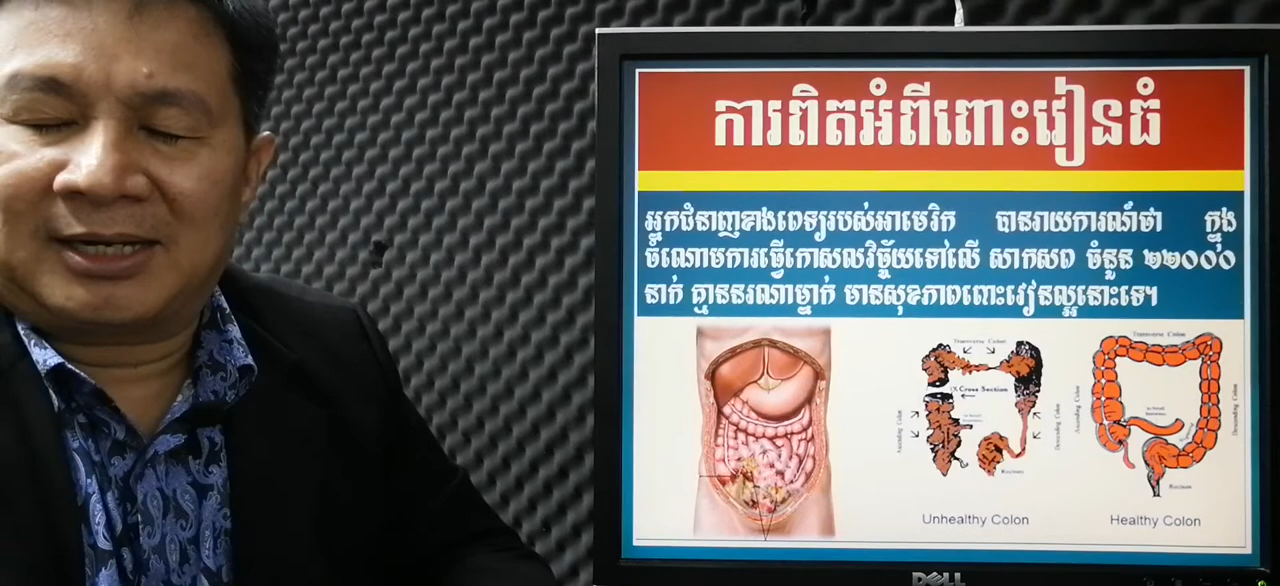 ការពិតអំពីពោះវៀនធំ
អ្នកជំនាញខាងពេទ្យរបស់អាមេរិក បានរាយការណ៍ថា ក្នុង
ចំណោមការធ្វើកោសលវិច្ច័យទៅលើ សាកសព ចំនួន ២២០០០
នាក់ គ្មាននរណាម្នាក់ មានសុខភាពពោះវៀនល្អនោះទេ។
Transverse Colon
Cross Section
Ascending Colon
Descending Colon
Rectum
Unhealthy Colon
Transverse Colon
Ascending Colon
Descending Colon
Rectum
Healthy Colon
DELL